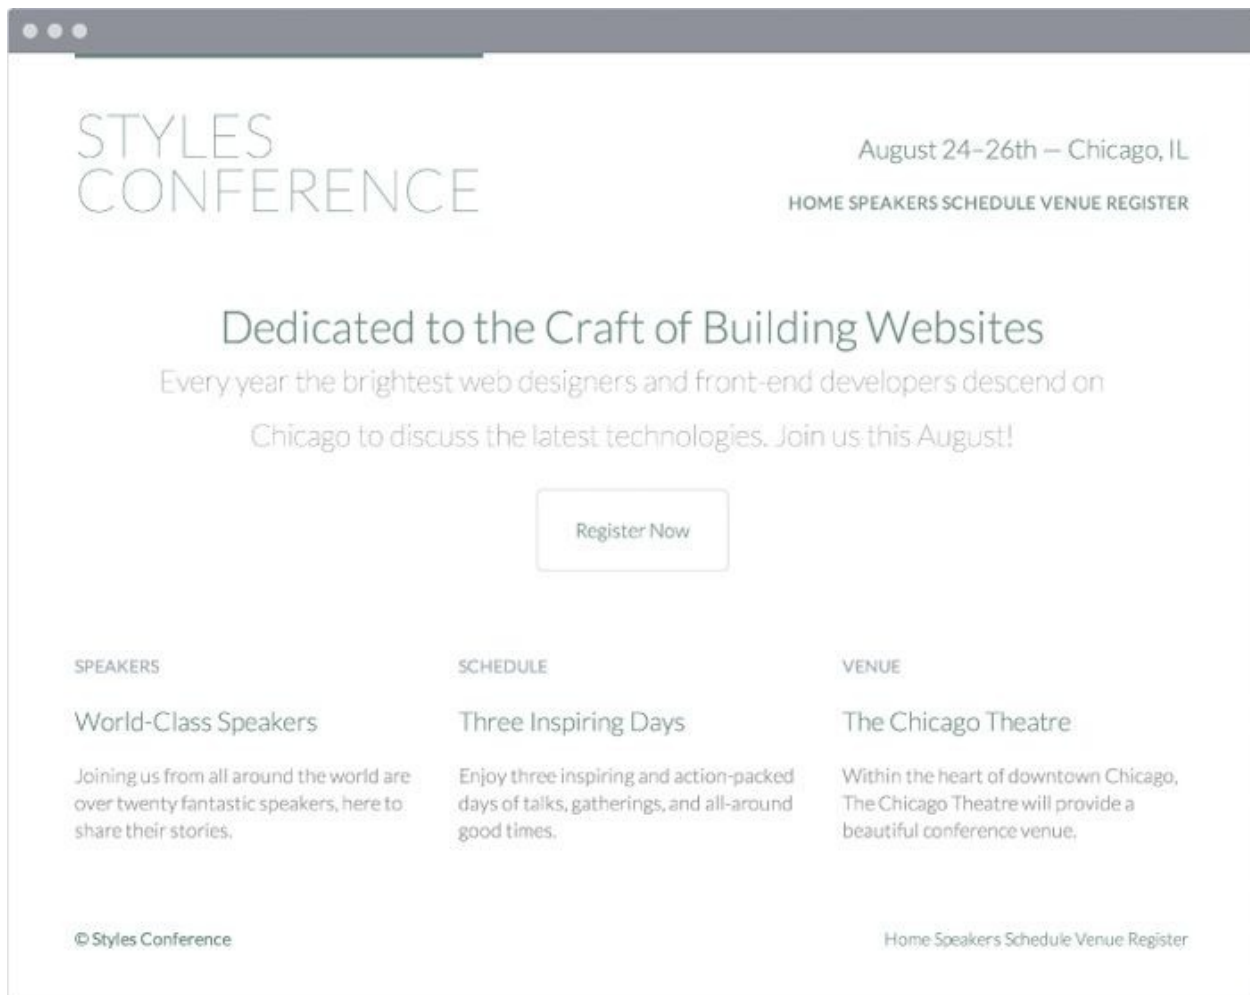 STYLES
CONFERENCE
August 24–26th — Chicago, IL
HOME SPEAKERS SCHEDULE VENUE REGISTER
Dedicated to the Craft of Building Websites
Every year the brightest web designers and front-end developers descend on
Chicago to discuss the latest technologies. Join us this August!
Register Now
SPEAKERS
World-Class Speakers
Joining us from all around the world are
over twenty fantastic speakers, here to
share their stories.
SCHEDULE
Three Inspiring Days
Enjoy three inspiring and action-packed
days of talks, gatherings, and all-around
good times.
VENUE
The Chicago Theatre
Within the heart of downtown Chicago,
The Chicago Theatre will provide a
beautiful conference venue.
© Styles Conference
Home Speakers Schedule Venue Register